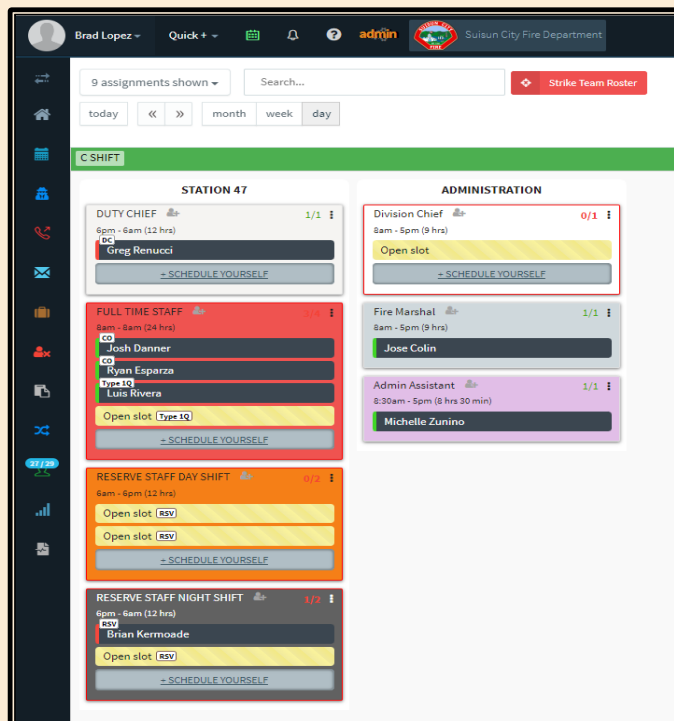 Brad Lopez
Quick +
admin
SUISUN CITY
FIRE
Suisun City Fire Department
9 assignments shown
Search...
Strike Team Roster
today
« »
month week day
C SHIFT
STATION 47
DUTY CHIEF 1/1
6pm - 6am (12 hrs)
DC
Greg Renucci
+ SCHEDULE YOURSELF
FULL TIME STAFF 3/4
8am - 8am (24 hrs)
CO
Josh Danner
CO
Ryan Esparza
Type 1Q
Luis Rivera
Open slot Type 1Q
+ SCHEDULE YOURSELF
RESERVE STAFF DAY SHIFT 0/2
6am - 6pm (12 hrs)
Open slot RSV
Open slot RSV
+ SCHEDULE YOURSELF
RESERVE STAFF NIGHT SHIFT 1/2
6pm - 6am (12 hrs)
RSV
Brian Kermoade
Open slot RSV
+ SCHEDULE YOURSELF
ADMINISTRATION
Division Chief 0/1
8am - 5pm (9 hrs)
Open slot
+ SCHEDULE YOURSELF
Fire Marshal 1/1
8am - 5pm (9 hrs)
Jose Colin
Admin Assistant 1/1
8:30am - 5pm (8 hrs 30 min)
Michelle Zunino
27 / 29